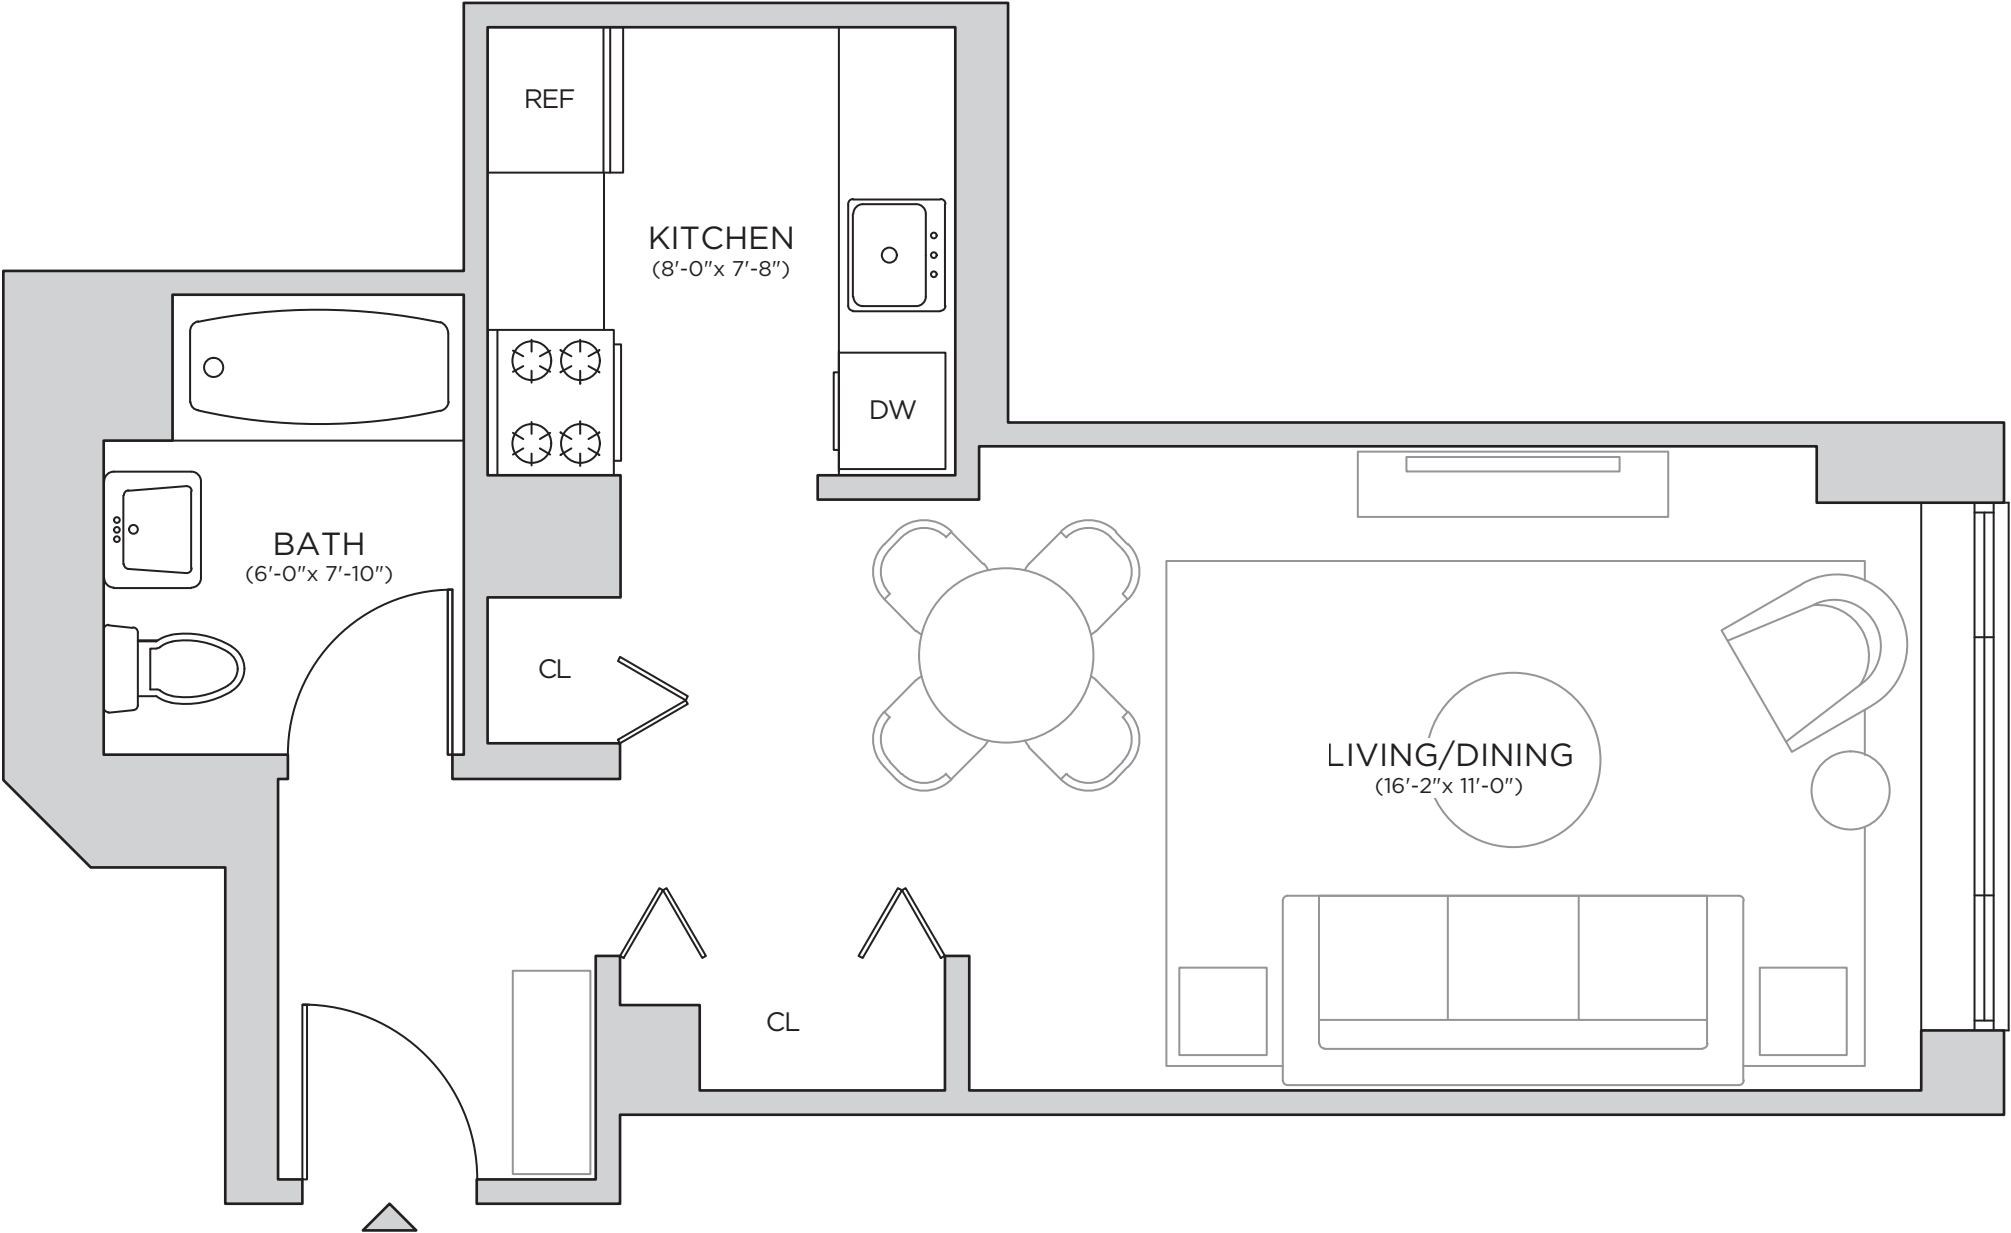 REF
KITCHEN
(8'-0"x 7'-8")
DW
BATH
(6'-0"x 7'-10")
CL
LIVING/DINING
(16'-2"x 11'-0")
CL